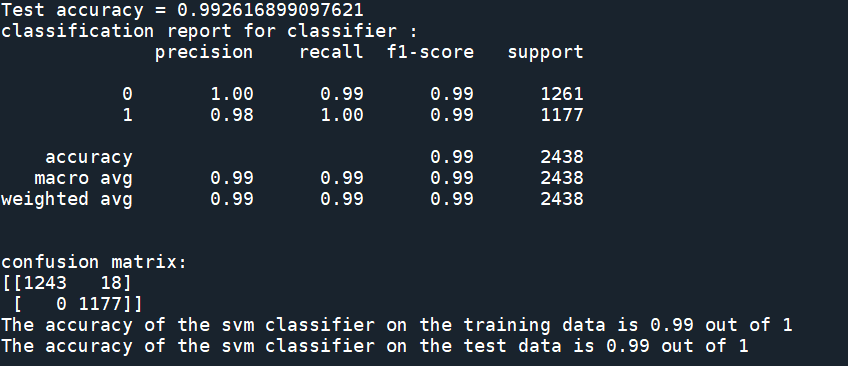 Test accuracy = 0.992616899097621
classification report for classifier :
              precision    recall  f1-score   support

           0       1.00      0.99      0.99      1261
           1       0.98      1.00      0.99      1177

    accuracy                           0.99      2438
   macro avg       0.99      0.99      0.99      2438
weighted avg       0.99      0.99      0.99      2438


confusion matrix:
[[1243   18]
 [   0 1177]]
The accuracy of the svm classifier on the training data is 0.99 out of 1
The accuracy of the svm classifier on the test data is 0.99 out of 1